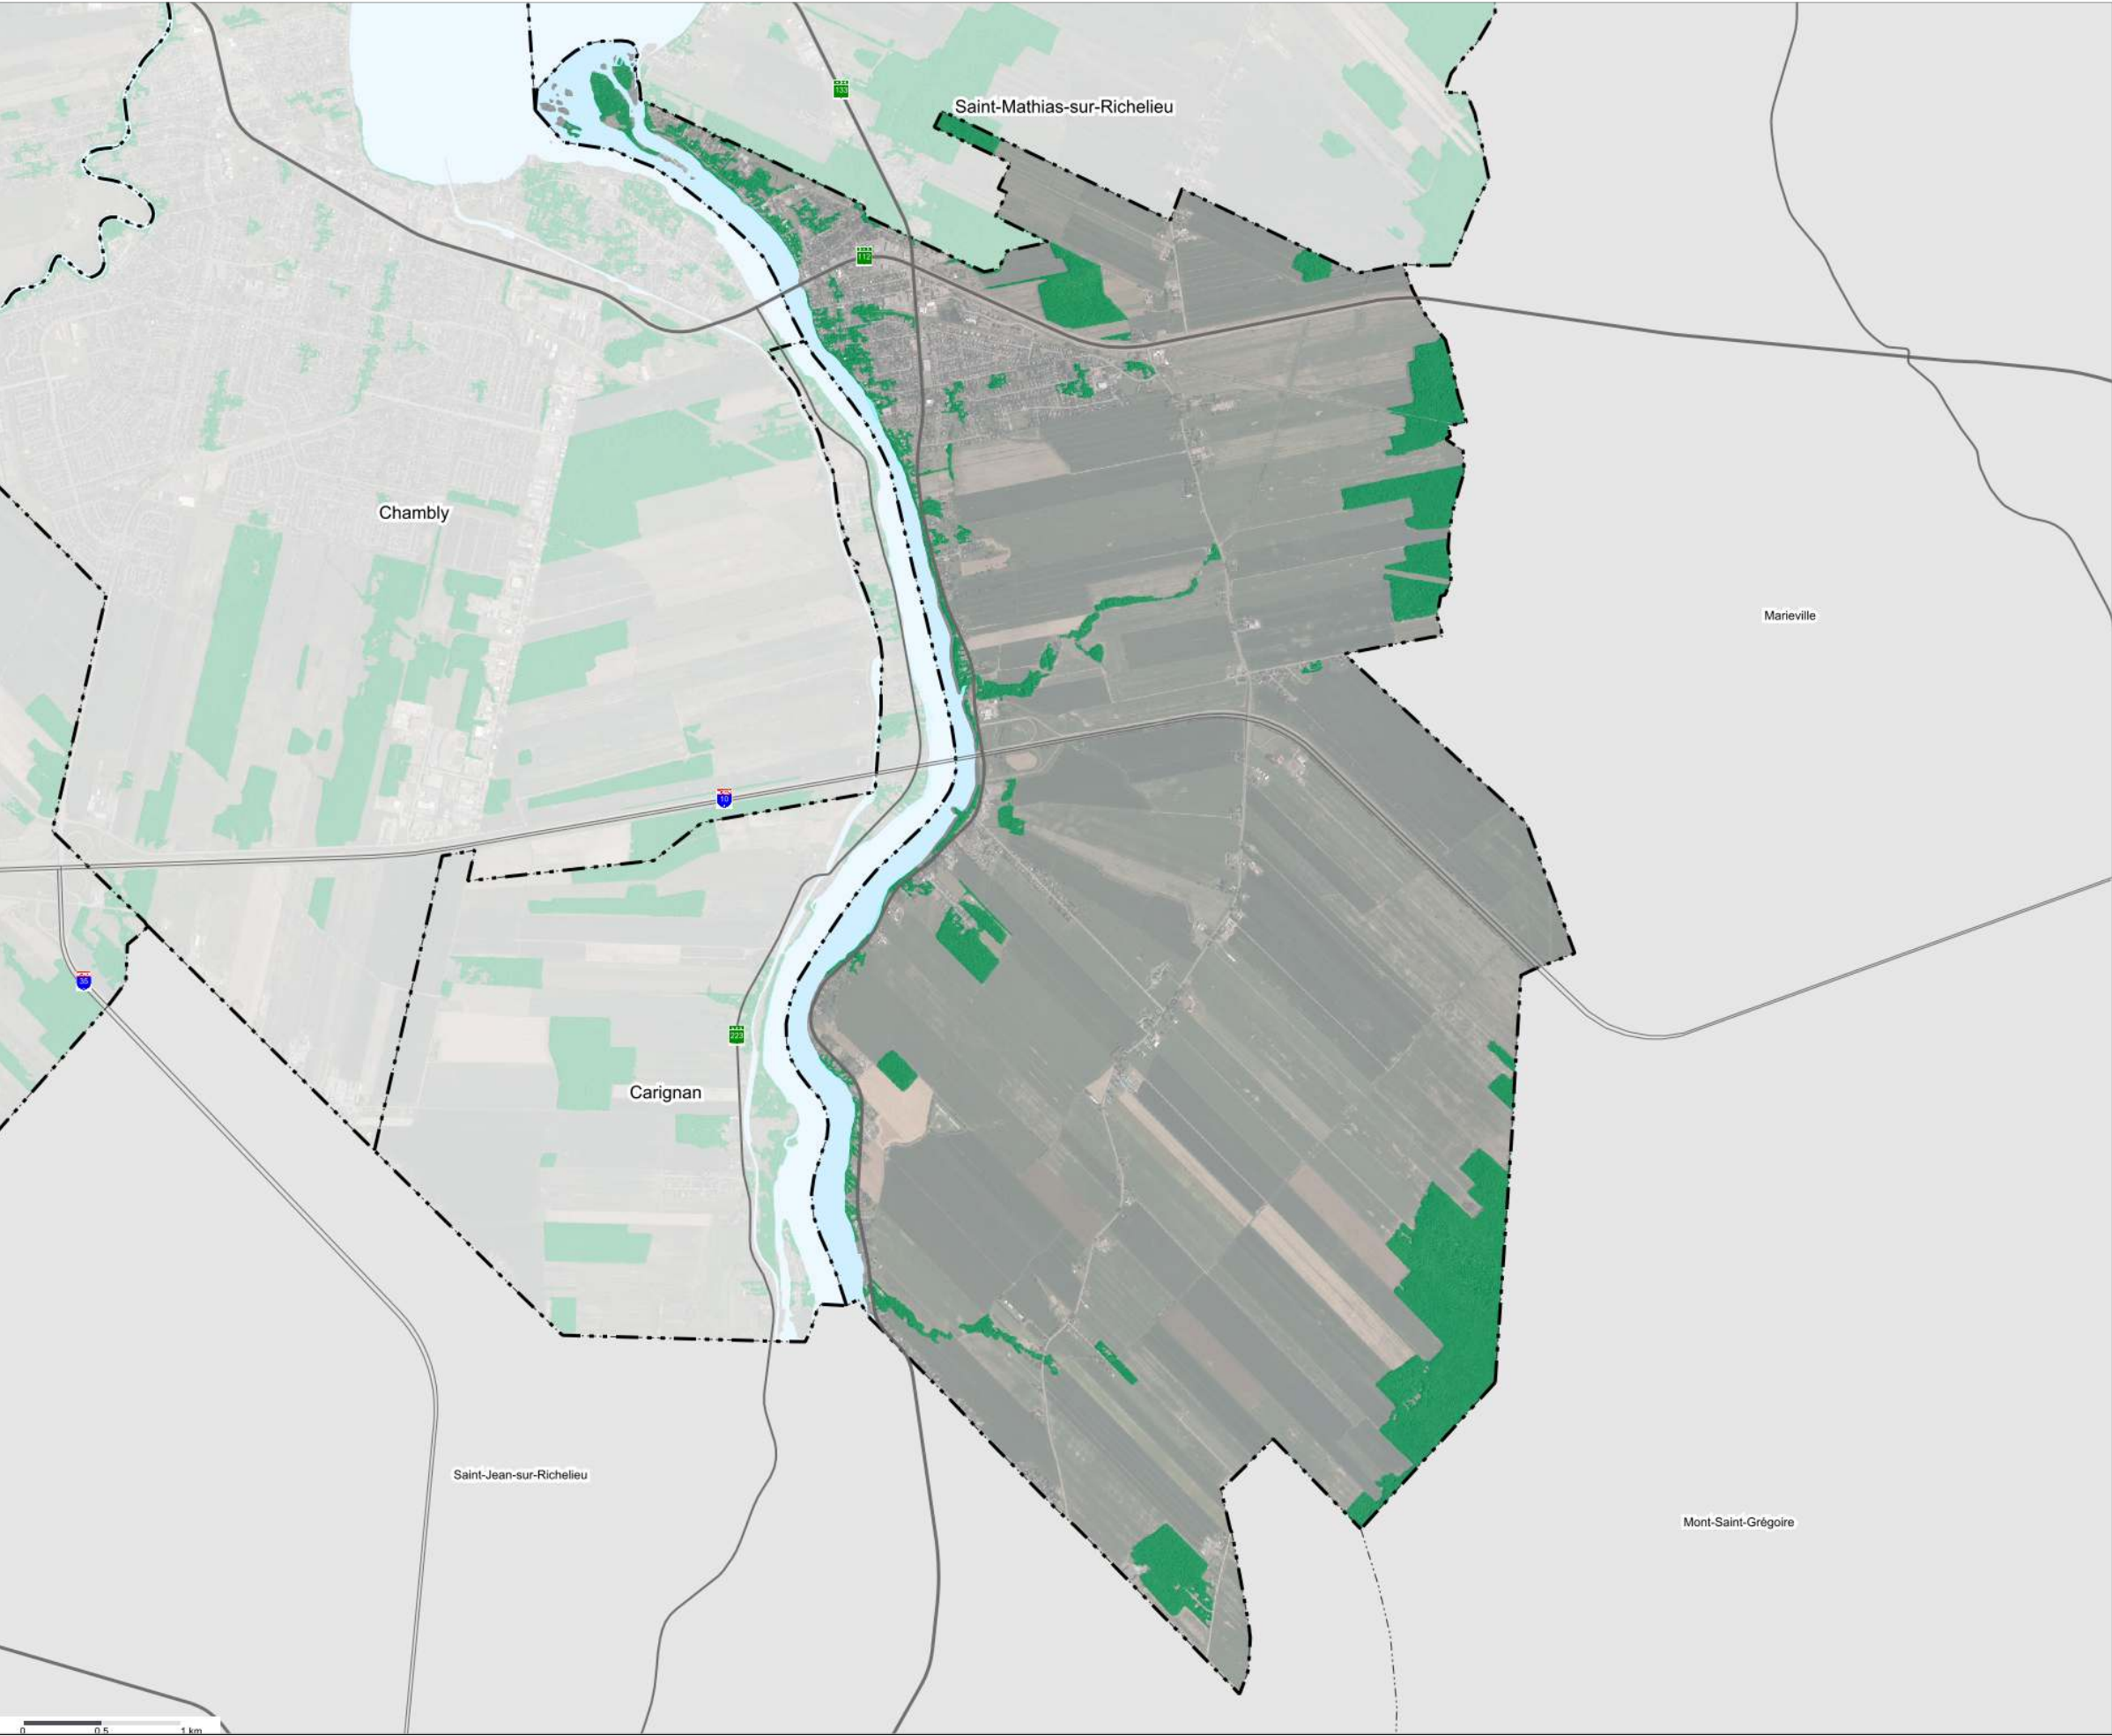 133
Saint-Mathias-sur-Richelieu
112
Chambly
Marieville
10
35
223
Carignan
Saint-Jean-sur-Richelieu
Mont-Saint-Grégoire
0 0,5 1 km